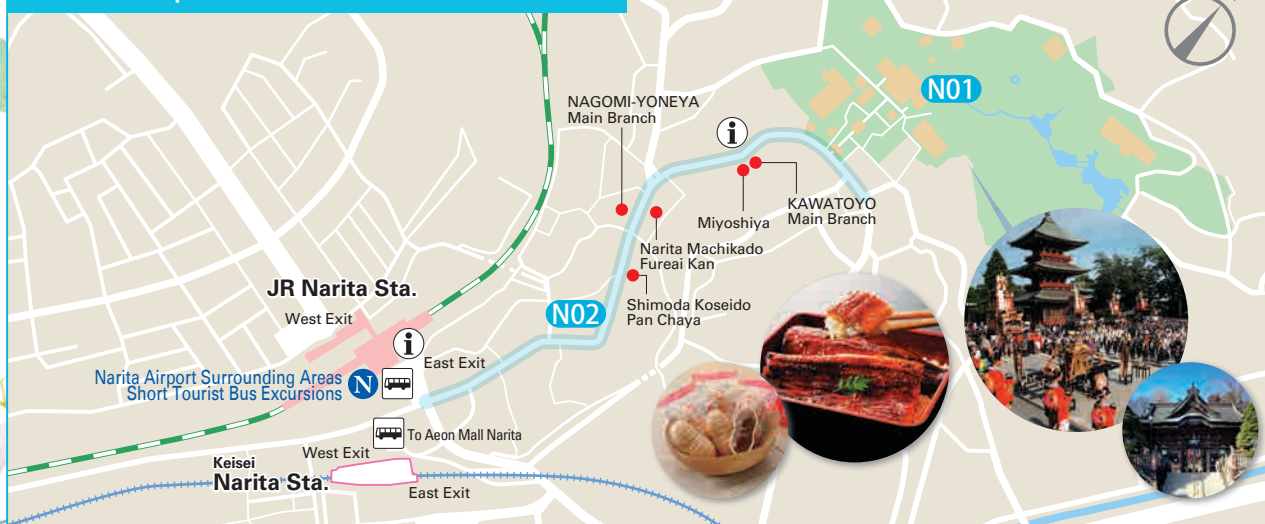 N01
NAGOMI-YONEYA
Main Branch
i
KAWATOYO
Main Branch
Miyoshiya
Narita Machikado
Fureai Kan
JR Narita Sta.
West Exit
N02
Shimoda Koseido
Pan Chaya
i
East Exit
Narita Airport Surrounding Areas
Short Tourist Bus Excursions
N
To Aeon Mall Narita
West Exit
Keisei
Narita Sta.
East Exit